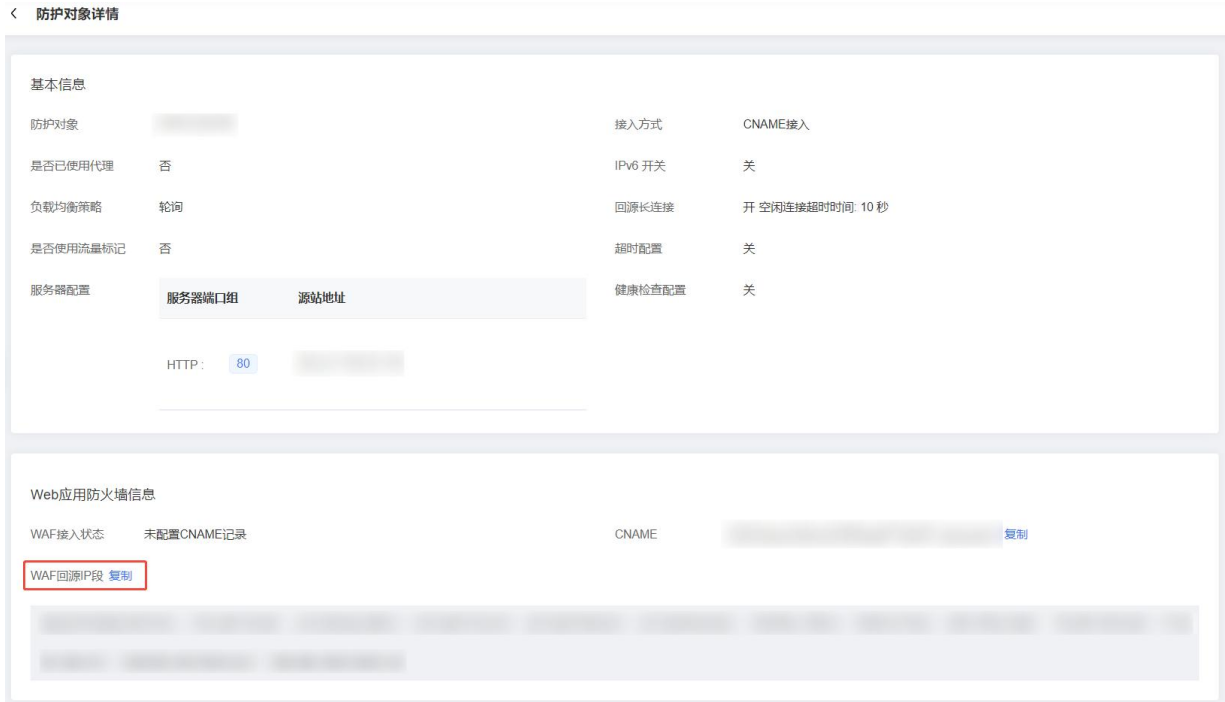 防护对象详情
基本信息
防护对象
接入方式 CNAME接入
是否已使用代理 否
IPv6 开关 关
负载均衡策略 轮询
回源长连接 开 空闲连接超时时间: 10 秒
是否使用流量标记 否
超时配置 关
服务器配置
服务器端口组 源站地址
健康检查配置 关
HTTP : 80
Web应用防火墙信息
WAF接入状态 未配置CNAME记录
CNAME 复制
WAF回源IP段 复制